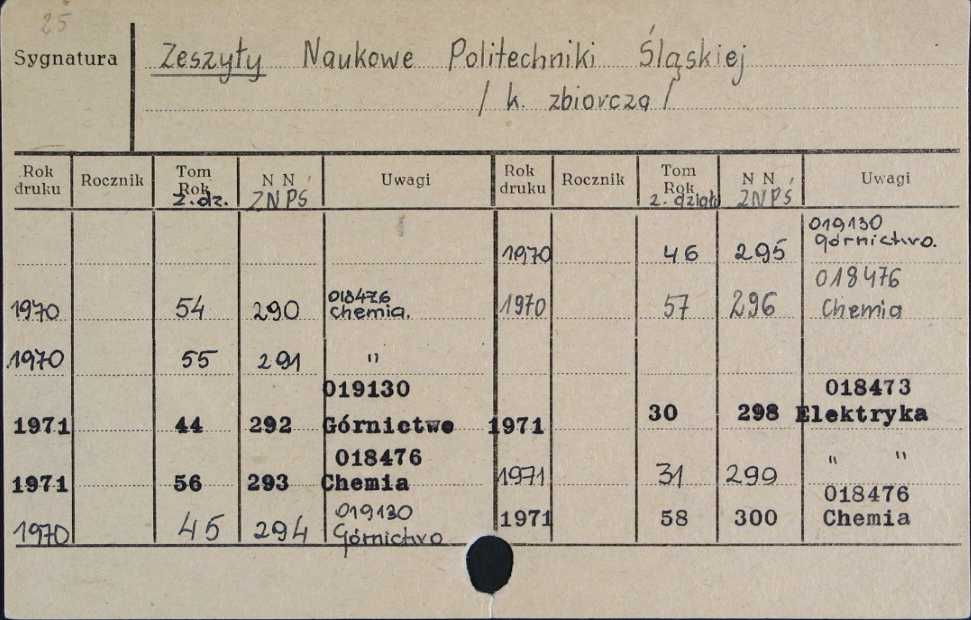 25
Sygnatura
Zeszyty Naukowe Politechniki Śląskiej
/ k. zbiorcza /
Rok druku Rocznik Tom Rok z. dz. N N ZNPŚ Uwagi
1970 54 290 018476 Chemia.
1970 55 291 "
1971 44 292 019130 Górnictwo
1971 56 293 018476 Chemia
1970 45 294 019130 Górnictwo
Rok druku Rocznik Tom Rok z. dział N N ZNPŚ Uwagi
1970 46 295 019130 górnictwo.
1970 57 296 018476 Chemia
1971 30 298 018473 Elektryka
1971 31 299 " "
1971 58 300 018476 Chemia